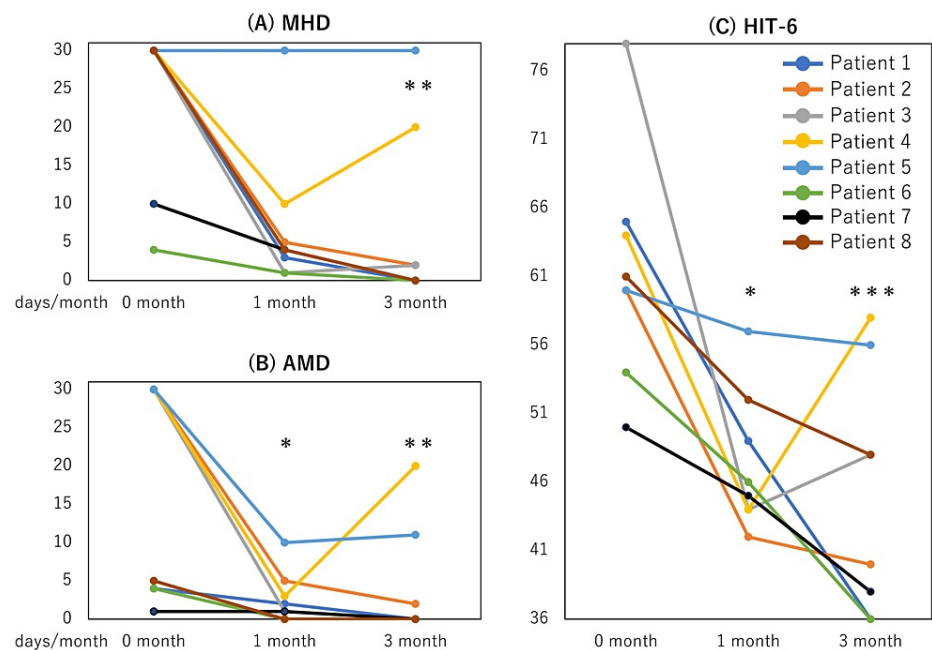 (A) MHD
30
25
**
20
15
10
5
0
days/month 0 month 1 month 3 month
(B) AMD
30
25
* **
20
15
10
5
0
days/month 0 month 1 month 3 month
(C) HIT-6
76
71
66
61
* ***
56
51
46
41
36
0 month 1 month 3 month
Patient 1
Patient 2
Patient 3
Patient 4
Patient 5
Patient 6
Patient 7
Patient 8